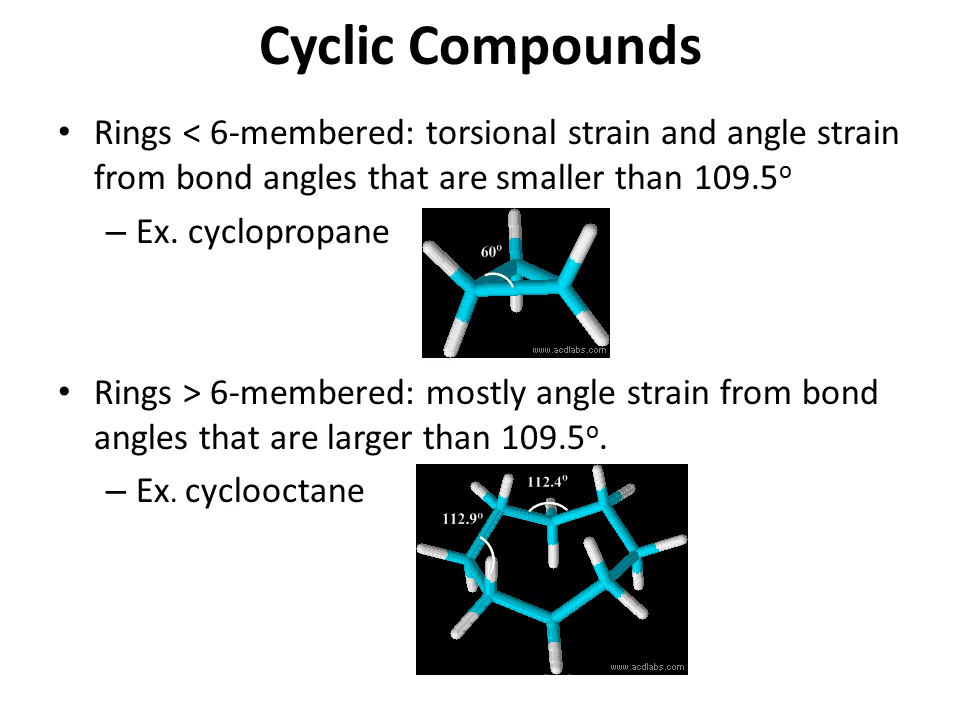 Cyclic Compounds
• Rings < 6-membered: torsional strain and angle strain
from bond angles that are smaller than 109.5º
– Ex. cyclopropane
60º
www.acdlabs.com
• Rings > 6-membered: mostly angle strain from bond
angles that are larger than 109.5º.
– Ex. cyclooctane
112.4º
112.9º
www.acdlabs.com